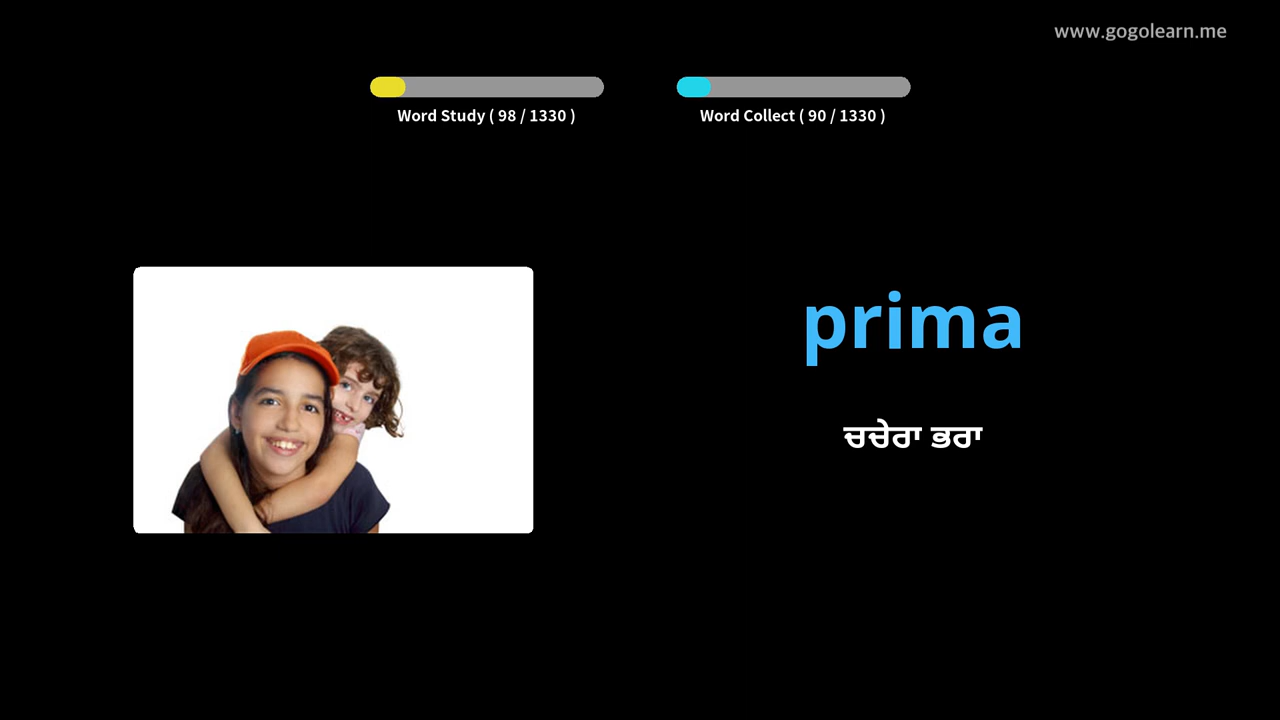 www.gogolearn.me
Word Study ( 98 / 1330 )
Word Collect ( 90 / 1330 )
prima
ਚਚੇਰਾ ਭਰਾ